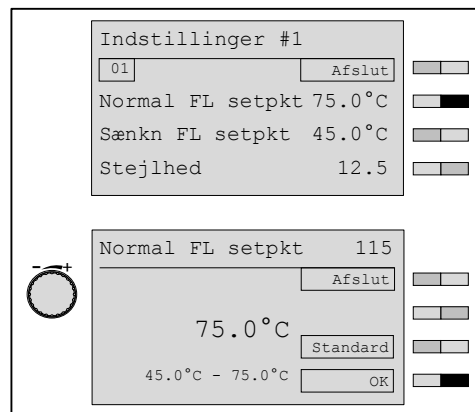 Indstillinger #1
01 Afslut
Normal FL setpkt 75.0°C
Sænkn FL setpkt 45.0°C
Stejlhed 12.5
Normal FL setpkt 115
Afslut
- +
75.0°C
Standard
45.0°C - 75.0°C OK